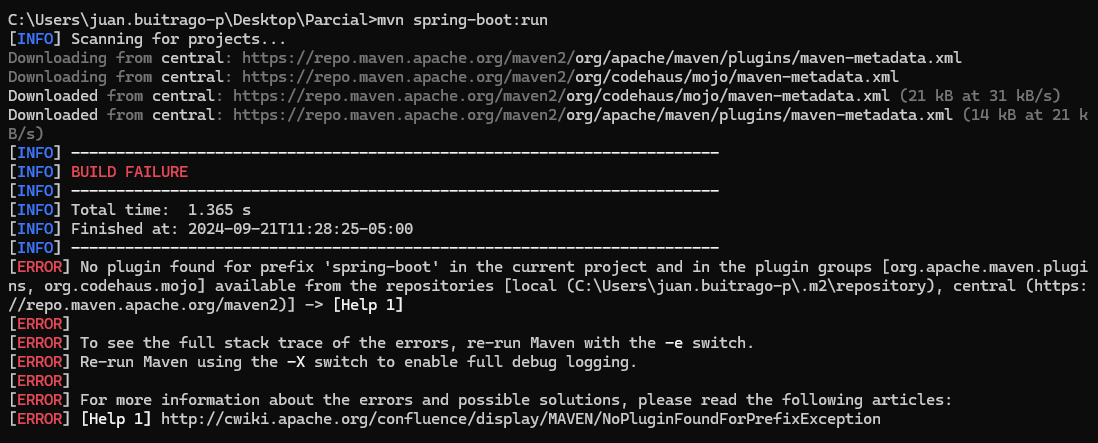 C:\Users\juan.buitrago-p\Desktop\Parcial>mvn spring-boot:run
[INFO] Scanning for projects...
Downloading from central: https://repo.maven.apache.org/maven2/org/apache/maven/plugins/maven-metadata.xml
Downloading from central: https://repo.maven.apache.org/maven2/org/codehaus/mojo/maven-metadata.xml
Downloaded from central: https://repo.maven.apache.org/maven2/org/codehaus/mojo/maven-metadata.xml (21 kB at 31 kB/s)
Downloaded from central: https://repo.maven.apache.org/maven2/org/apache/maven/plugins/maven-metadata.xml (14 kB at 21 k
B/s)
[INFO] ------------------------------------------------------------------------
[INFO] BUILD FAILURE
[INFO] ------------------------------------------------------------------------
[INFO] Total time:  1.365 s
[INFO] Finished at: 2024-09-21T11:28:25-05:00
[INFO] ------------------------------------------------------------------------
[ERROR] No plugin found for prefix 'spring-boot' in the current project and in the plugin groups [org.apache.maven.plugi
ns, org.codehaus.mojo] available from the repositories [local (C:\Users\juan.buitrago-p\.m2\repository), central (https:
//repo.maven.apache.org/maven2)] -> [Help 1]
[ERROR]
[ERROR] To see the full stack trace of the errors, re-run Maven with the -e switch.
[ERROR] Re-run Maven using the -X switch to enable full debug logging.
[ERROR]
[ERROR] For more information about the errors and possible solutions, please read the following articles:
[ERROR] [Help 1] http://cwiki.apache.org/confluence/display/MAVEN/NoPluginFoundForPrefixException